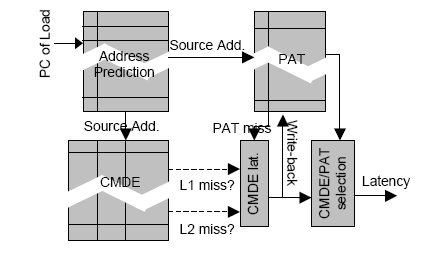 PC of Load
Address
Prediction
Source Add.
PAT
Source Add.
PAT miss
Write-back
CMDE
L1 miss?
L2 miss?
CMDE lat.
CMDE/PAT
selection
Latency